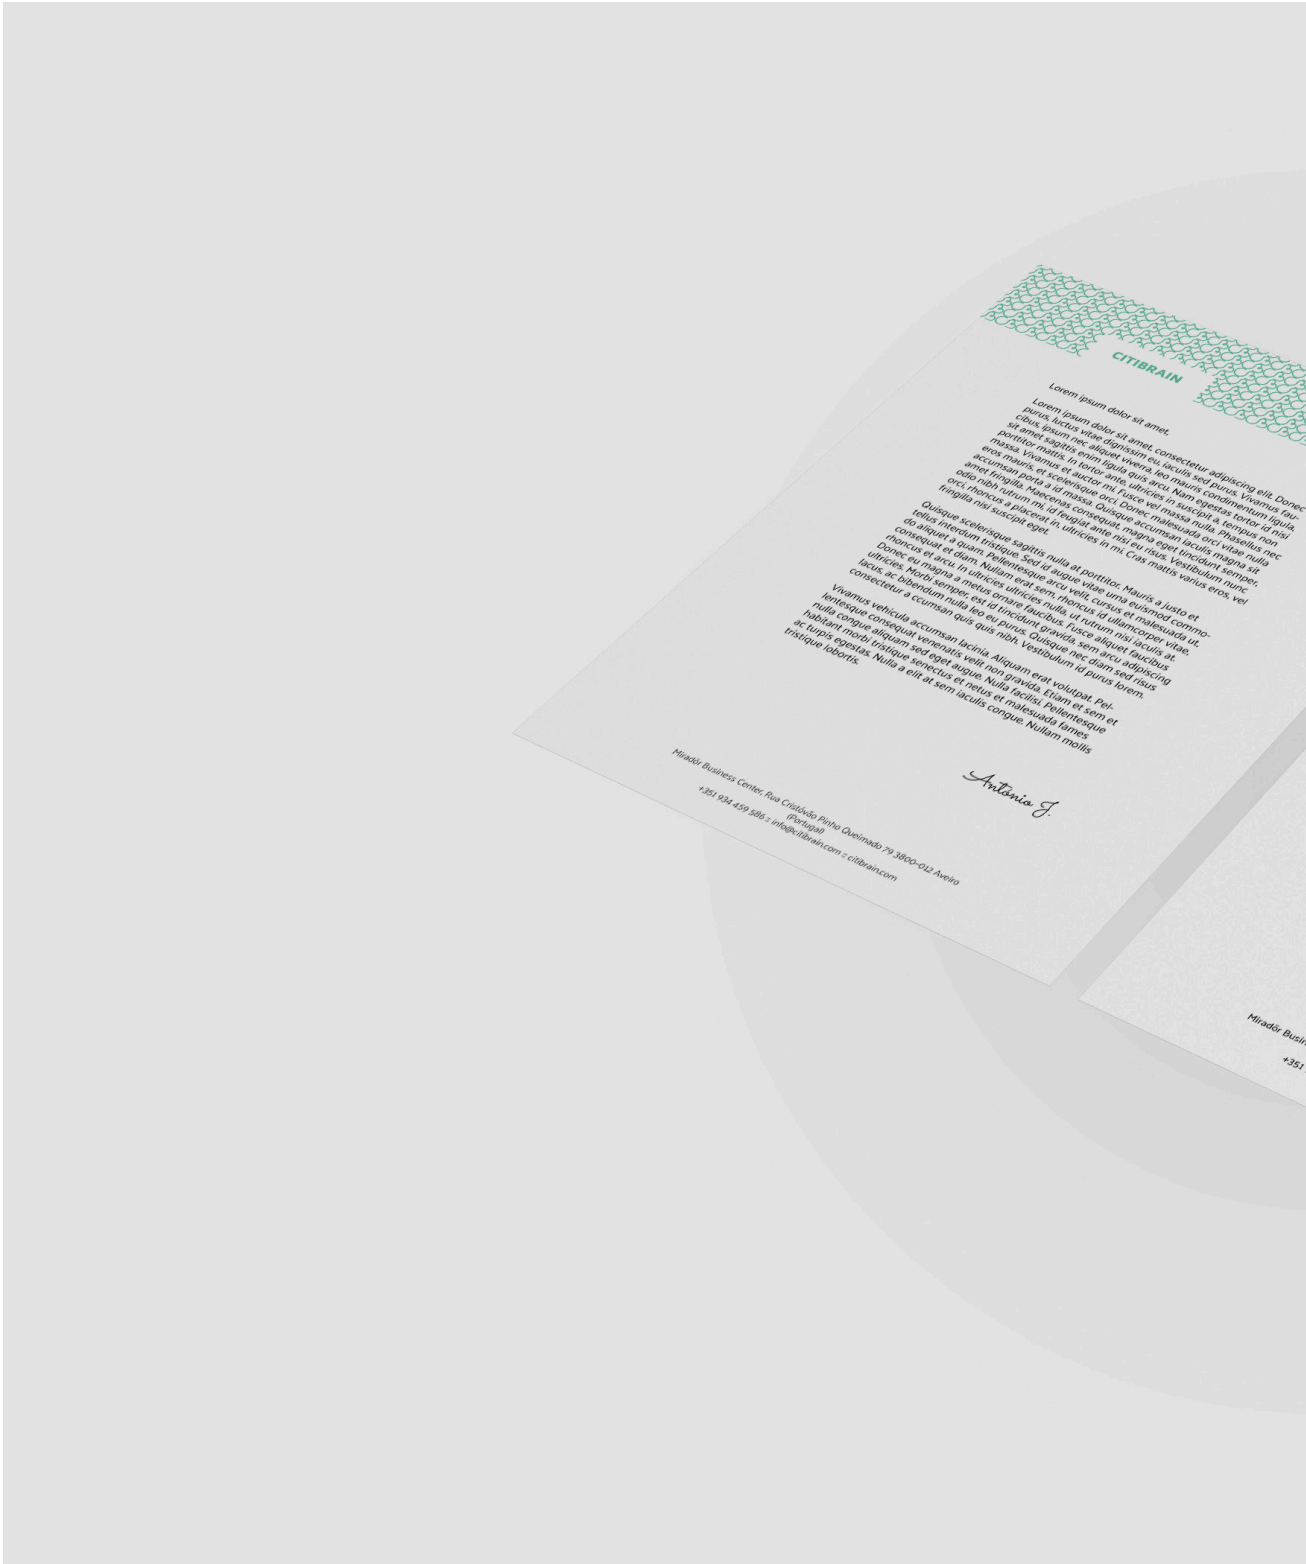 CITIBRAIN
Lorem ipsum dolor sit amet,
Lorem ipsum dolor sit amet, consectetur adipiscing elit. Donec
purus, luctus vitae dignissim eu, iaculis sed purus. Vivamus fau-
cibus, ipsum nec aliquet viverra, leo mauris condimentum ligula,
sit amet sagittis enim ligula quis arcu. Nam egestas tortor id nisi
porttitor mattis. In tortor ante, ultricies in suscipit a, tempus non
massa. Vivamus et auctor mi. Fusce vel massa nulla. Phasellus nec
eros mauris, et scelerisque orci. Donec malesuada orci vitae nulla
accumsan porta a id massa. Quisque accumsan iaculis magna sit
amet fringilla. Maecenas consequat, magna eget tincidunt semper,
odio nibh rutrum mi, id feugiat ante nisi eu risus. Vestibulum nunc
orci, rhoncus a placerat in, ultricies in mi. Cras mattis varius eros, vel
fringilla nisi suscipit eget.
Quisque scelerisque sagittis nulla at porttitor. Mauris a justo et
tellus interdum tristique. Sed id augue vitae urna euismod commo-
do aliquet a quam. Pellentesque arcu velit, cursus et malesuada ut,
consequat et diam. Nullam erat sem, rhoncus id ullamcorper vitae,
rhoncus et arcu. In ultricies ultricies nulla, ut rutrum nisi iaculis at.
Donec eu magna a metus ornare faucibus. Fusce aliquet faucibus
ultricies. Morbi semper, est id tincidunt gravida, sem arcu adipiscing
lacus, ac bibendum nulla leo eu purus. Quisque nec diam sed risus
consectetur a ccumsan quis quis nibh. Vestibulum id purus lorem.
Vivamus vehicula accumsan lacinia. Aliquam erat volutpat. Pel-
lentesque consequat venenatis velit non gravida. Etiam et sem et
nulla congue aliquam sed eget augue. Nulla facilisi. Pellentesque
habitant morbi tristique senectus et netus et malesuada fames
ac turpis egestas. Nulla a elit at sem iaculis congue. Nullam mollis
tristique lobortis.
António J.
Miradôr Business Center, Rua Cristóvão Pinho Queimado 79 3800-012 Aveiro
(Portugal)
+351 934 459 586 :: info@citibrain.com :: citibrain.com
Miradôr Busin
+351